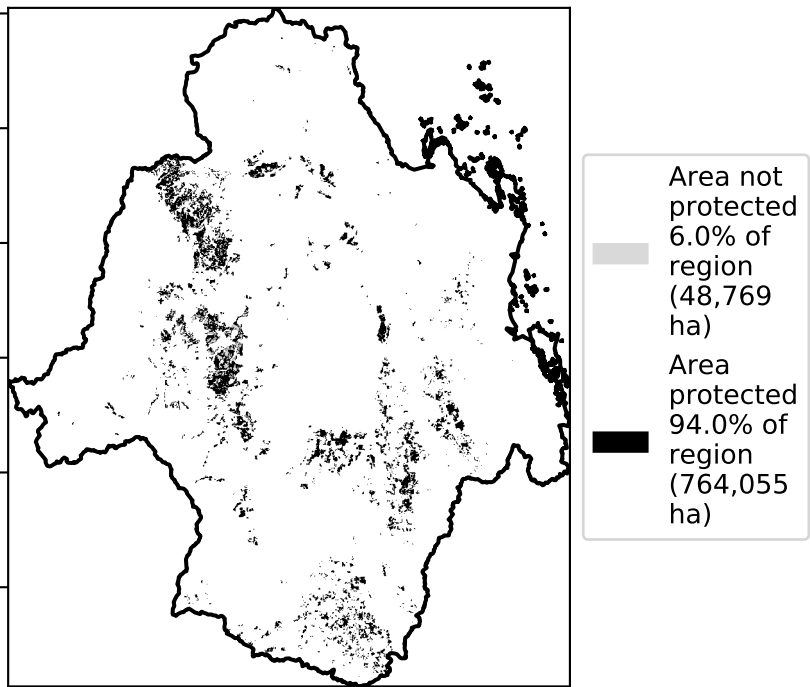 Area not
protected
6.0% of
region
(48,769
ha)
Area
protected
94.0% of
region
(764,055
ha)